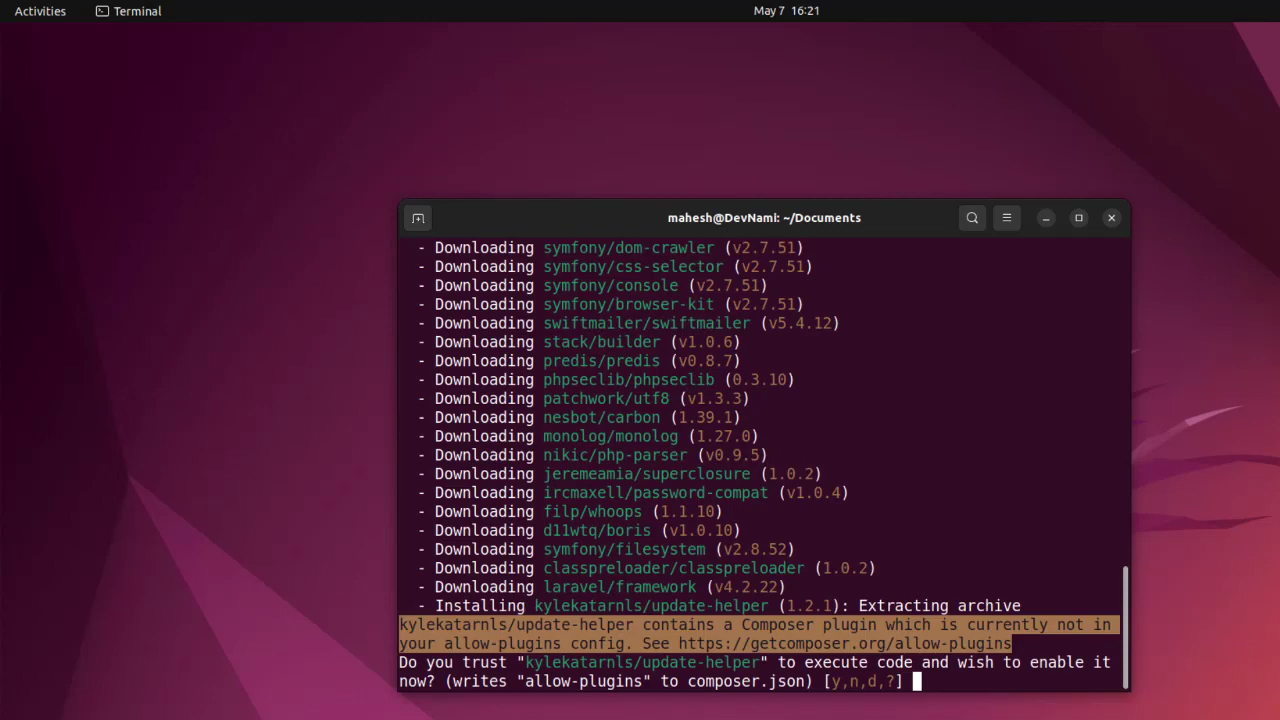 Activities Terminal May 7 16:21
mahesh@DevNami: ~/Documents
- Downloading symfony/dom-crawler (v2.7.51)
- Downloading symfony/css-selector (v2.7.51)
- Downloading symfony/console (v2.7.51)
- Downloading symfony/browser-kit (v2.7.51)
- Downloading swiftmailer/swiftmailer (v5.4.12)
- Downloading stack/builder (v1.0.6)
- Downloading predis/predis (v0.8.7)
- Downloading phpseclib/phpseclib (0.3.10)
- Downloading patchwork/utf8 (v1.3.3)
- Downloading nesbot/carbon (1.39.1)
- Downloading monolog/monolog (1.27.0)
- Downloading nikic/php-parser (v0.9.5)
- Downloading jeremeamia/superclosure (1.0.2)
- Downloading ircmaxell/password-compat (v1.0.4)
- Downloading filp/whoops (1.1.10)
- Downloading d11wtq/boris (v1.0.10)
- Downloading symfony/filesystem (v2.8.52)
- Downloading classpreloader/classpreloader (1.0.2)
- Downloading laravel/framework (v4.2.22)
- Installing kylekatarnls/update-helper (1.2.1): Extracting archive
kylekatarnls/update-helper contains a Composer plugin which is currently not in
your allow-plugins config. See https://getcomposer.org/allow-plugins
Do you trust "kylekatarnls/update-helper" to execute code and wish to enable it
now? (writes "allow-plugins" to composer.json) [y,n,d,?]